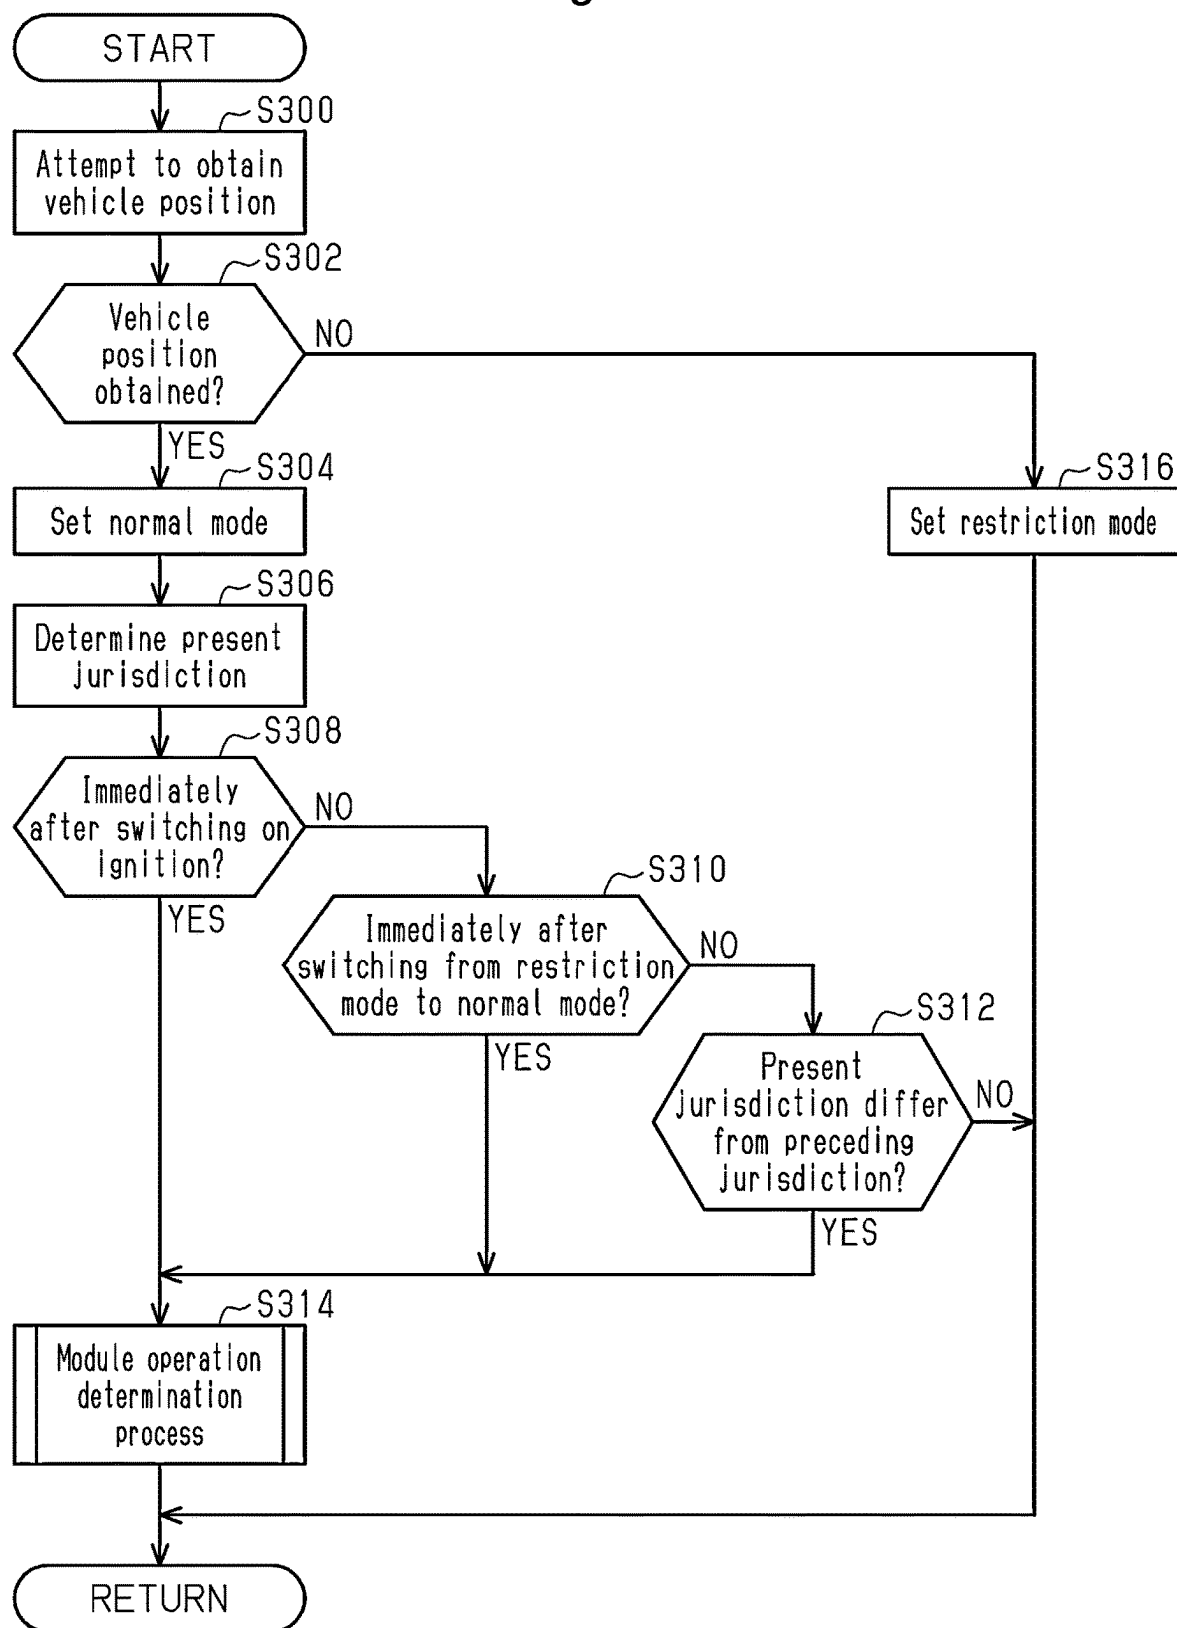 g
START
S300
Attempt to obtain
vehicle position
S302
Vehicle
position
obtained?
NO
YES
S304
Set normal mode
S316
Set restriction mode
S306
Determine present
jurisdiction
S308
Immediately
after switching on
ignition?
NO
YES
S310
Immediately after
switching from restriction
mode to normal mode?
NO
YES
S312
Present
jurisdiction differ
from preceding
jurisdiction?
NO
YES
S314
Module operation
determination
process
RETURN